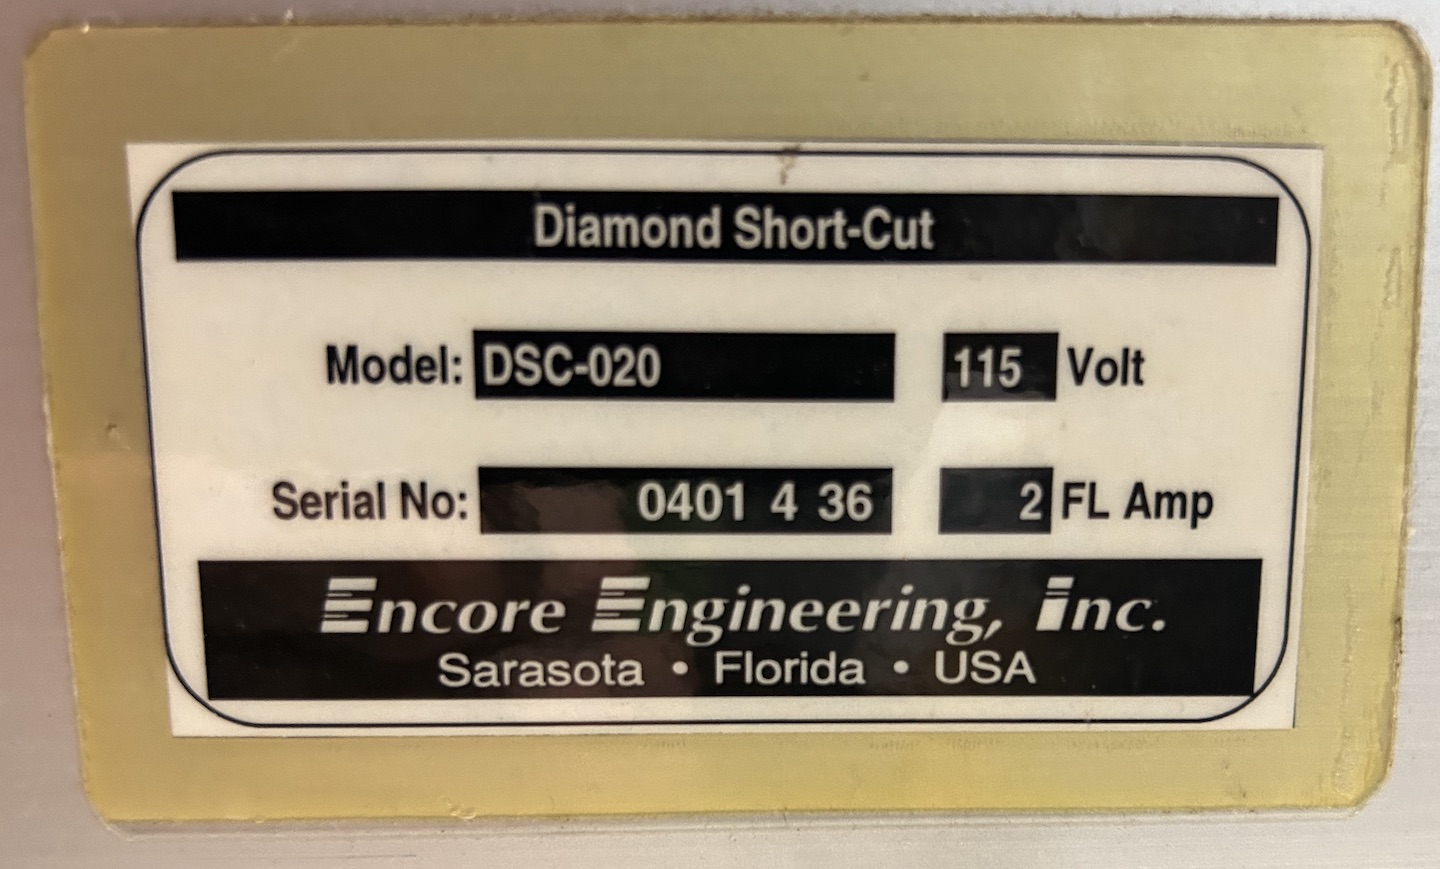 Diamond Short-Cut
Model: DSC-020 115 Volt
Serial No: 0401 4 36 2 FL Amp
Encore Engineering, Inc.
Sarasota • Florida • USA